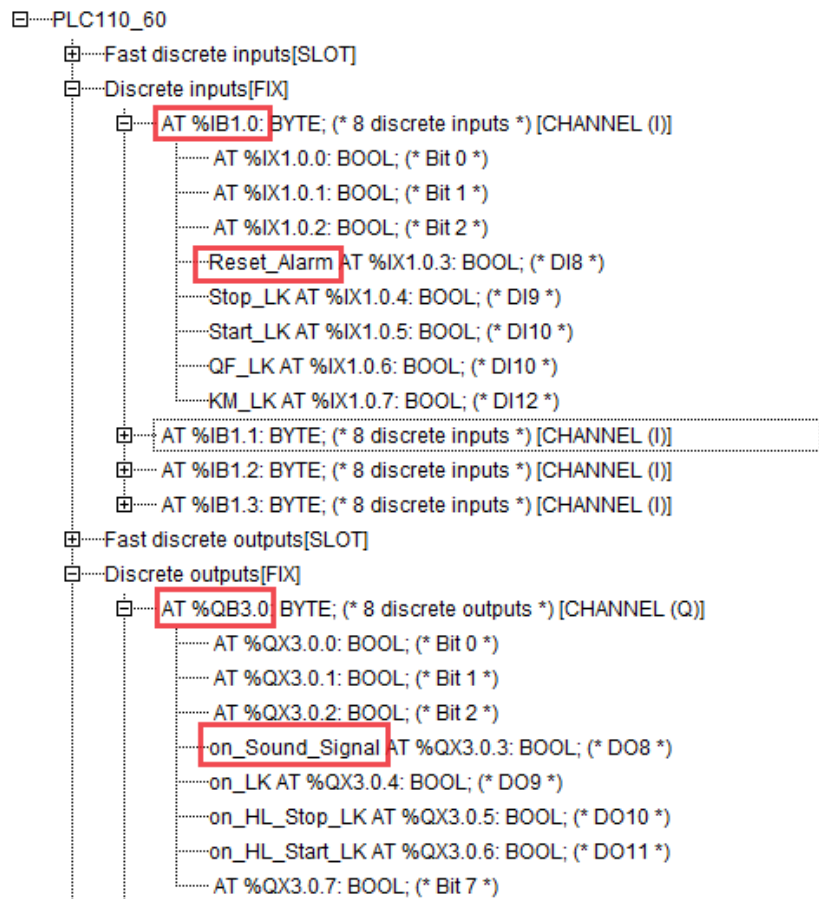 PLC110_60
Fast discrete inputs[SLOT]
Discrete inputs[FIX]
AT %IB1.0: BYTE; (* 8 discrete inputs *) [CHANNEL (I)]
AT %IX1.0.0: BOOL; (* Bit 0 *)
AT %IX1.0.1: BOOL; (* Bit 1 *)
AT %IX1.0.2: BOOL; (* Bit 2 *)
Reset_Alarm AT %IX1.0.3: BOOL; (* DI8 *)
Stop_LK AT %IX1.0.4: BOOL; (* DI9 *)
Start_LK AT %IX1.0.5: BOOL; (* DI10 *)
QF_LK AT %IX1.0.6: BOOL; (* DI10 *)
KM_LK AT %IX1.0.7: BOOL; (* DI12 *)
AT %IB1.1: BYTE; (* 8 discrete inputs *) [CHANNEL (I)]
AT %IB1.2: BYTE; (* 8 discrete inputs *) [CHANNEL (I)]
AT %IB1.3: BYTE; (* 8 discrete inputs *) [CHANNEL (I)]
Fast discrete outputs[SLOT]
Discrete outputs[FIX]
AT %QB3.0: BYTE; (* 8 discrete outputs *) [CHANNEL (Q)]
AT %QX3.0.0: BOOL; (* Bit 0 *)
AT %QX3.0.1: BOOL; (* Bit 1 *)
AT %QX3.0.2: BOOL; (* Bit 2 *)
on_Sound_Signal AT %QX3.0.3: BOOL; (* DO8 *)
on_LK AT %QX3.0.4: BOOL; (* DO9 *)
on_HL_Stop_LK AT %QX3.0.5: BOOL; (* DO10 *)
on_HL_Start_LK AT %QX3.0.6: BOOL; (* DO11 *)
AT %QX3.0.7: BOOL; (* Bit 7 *)